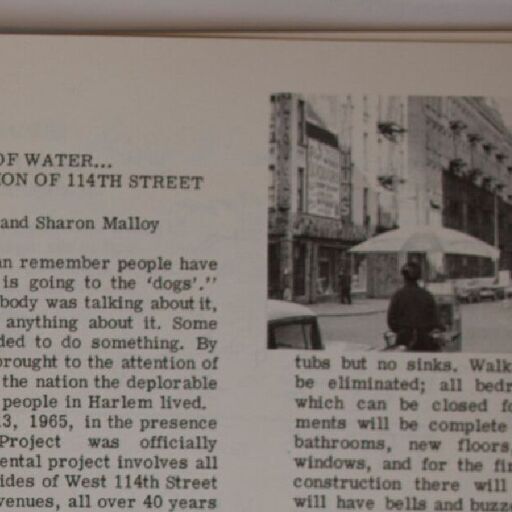 OF WATER...
ION OF 114TH STREET
and Sharon Malloy
an remember people have
is going to the 'dogs'."
body was talking about it,
anything about it. Some
ded to do something. By
brought to the attention of
the nation the deplorable
people in Harlem lived.
3, 1965, in the presence
Project was officially
ental project involves all
ides of West 114th Street
venues, all over 40 years
tubs but no sinks. Walk
be eliminated; all bedr
which can be closed fo
ments will be complete
bathrooms, new floors,
windows, and for the fir
construction there will
will have bells and buzz